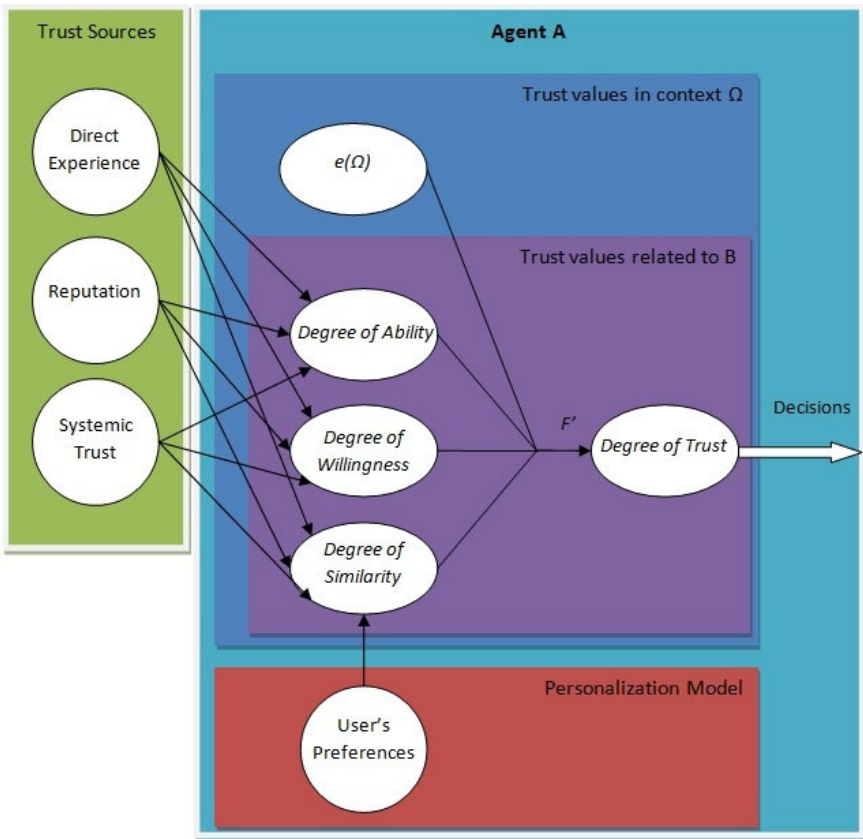 Trust Sources
Direct
Experience
Reputation
Systemic
Trust
Agent A
Trust values in context Ω
e(Ω)
Trust values related to B
Degree of Ability
Degree of
Willingness
Degree of
Similarity
F’
Degree of Trust
Decisions
Personalization Model
User’s
Preferences